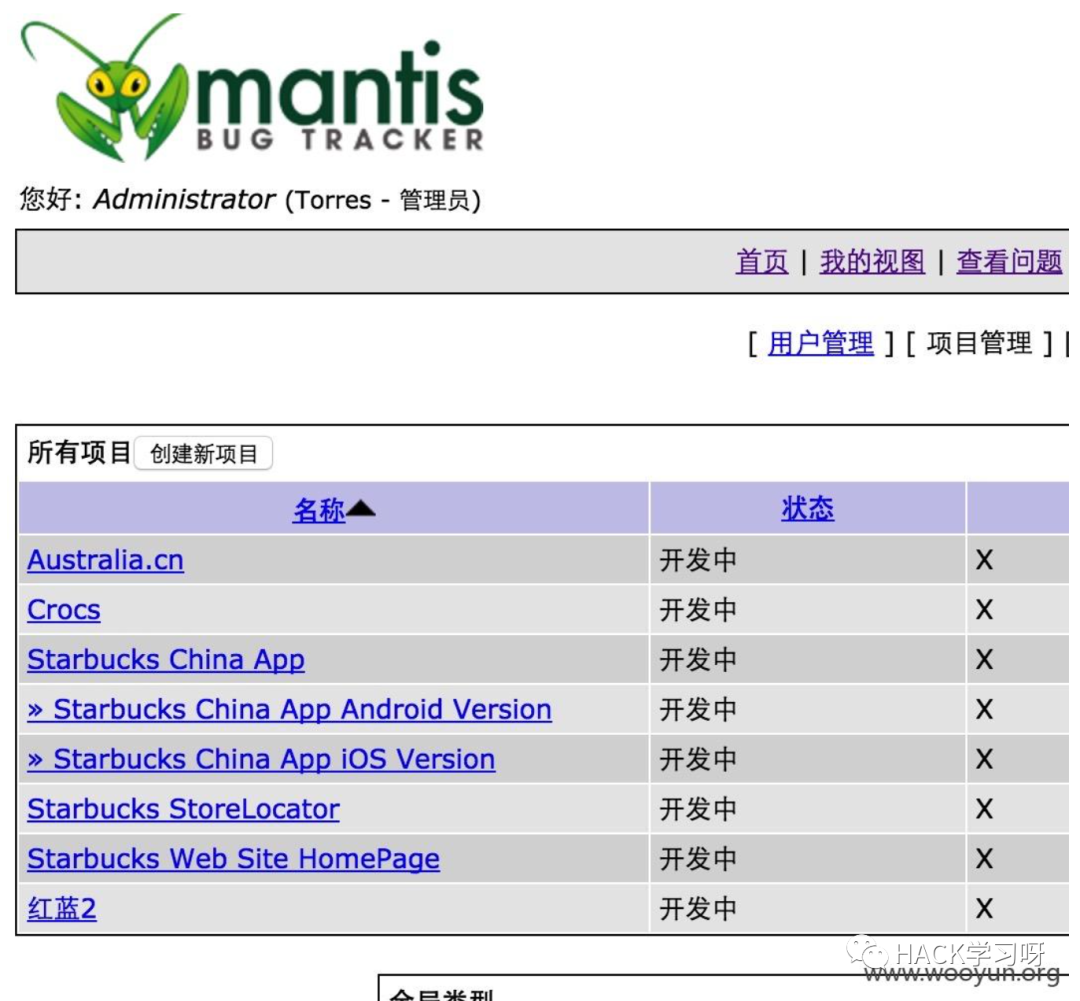 mantis
BUG TRACKER
您好: Administrator (Torres - 管理员)
首页 | 我的视图 | 查看问题
[ 用户管理 ] [ 项目管理 ] [
所有项目 创建新项目
名称 状态
Australia.cn 开发中 X
Crocs 开发中 X
Starbucks China App 开发中 X
» Starbucks China App Android Version 开发中 X
» Starbucks China App iOS Version 开发中 X
Starbucks StoreLocator 开发中 X
Starbucks Web Site HomePage 开发中 X
红蓝2 开发中 X
HACK学习呀
www.wooyun.org
全局类型